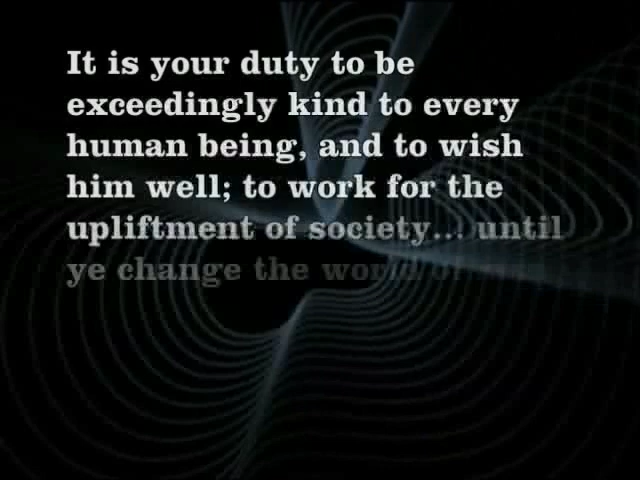 It is your duty to be
exceedingly kind to every
human being, and to wish
him well; to work for the
upliftment of society... until
ye change the world of